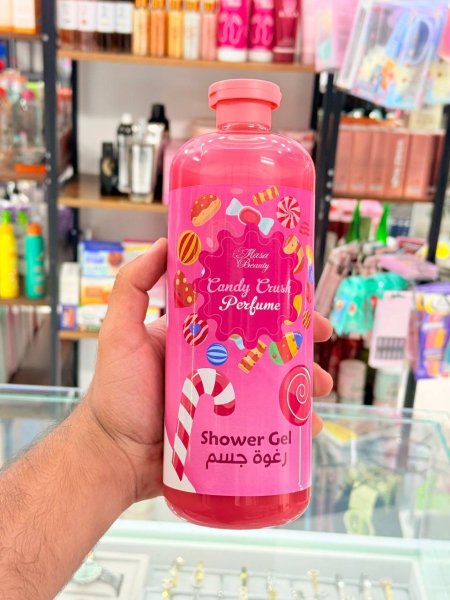 Masa
Beauty
Candy Crush
Perfume
Shower Gel
رغوة جسم